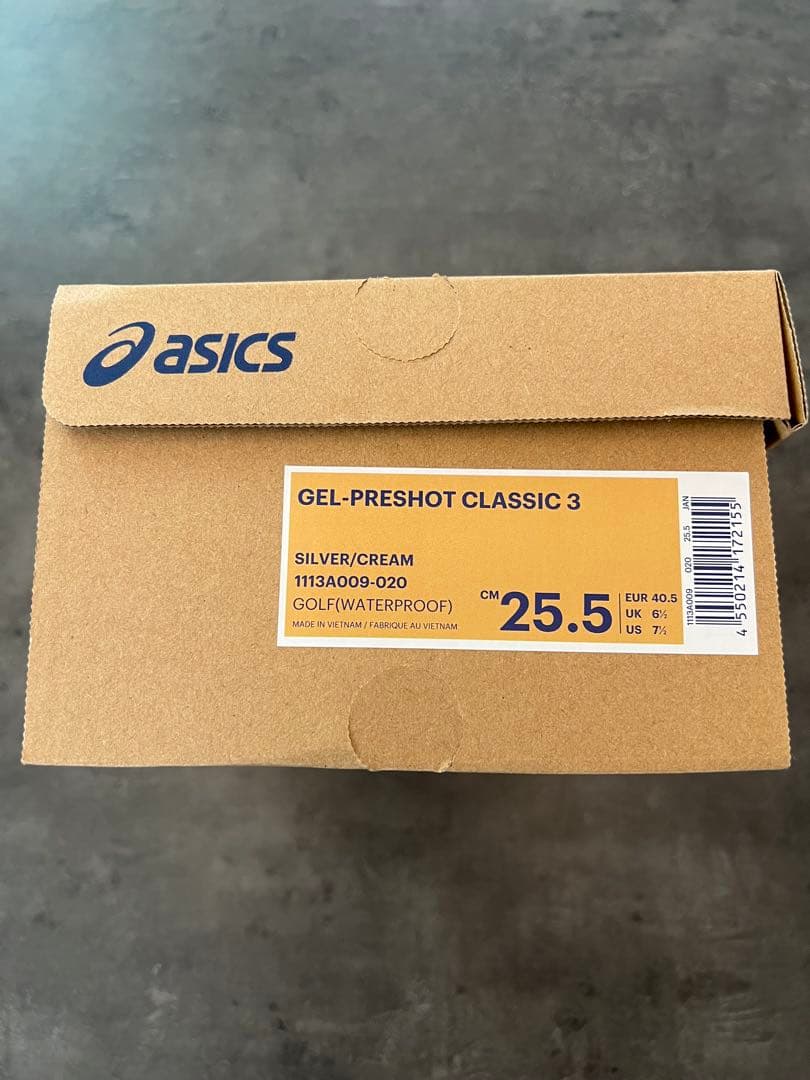 asics
GEL-PRESHOT CLASSIC 3
SILVER/CREAM
1113A009-020
GOLF(WATERPROOF)
MADE IN VIETNAM / FABRIQUE AU VIETNAM
CM 25.5
EUR 40.5
UK 6½
US 7½
1113A009 020 25.5 JAN
4 550214 172155